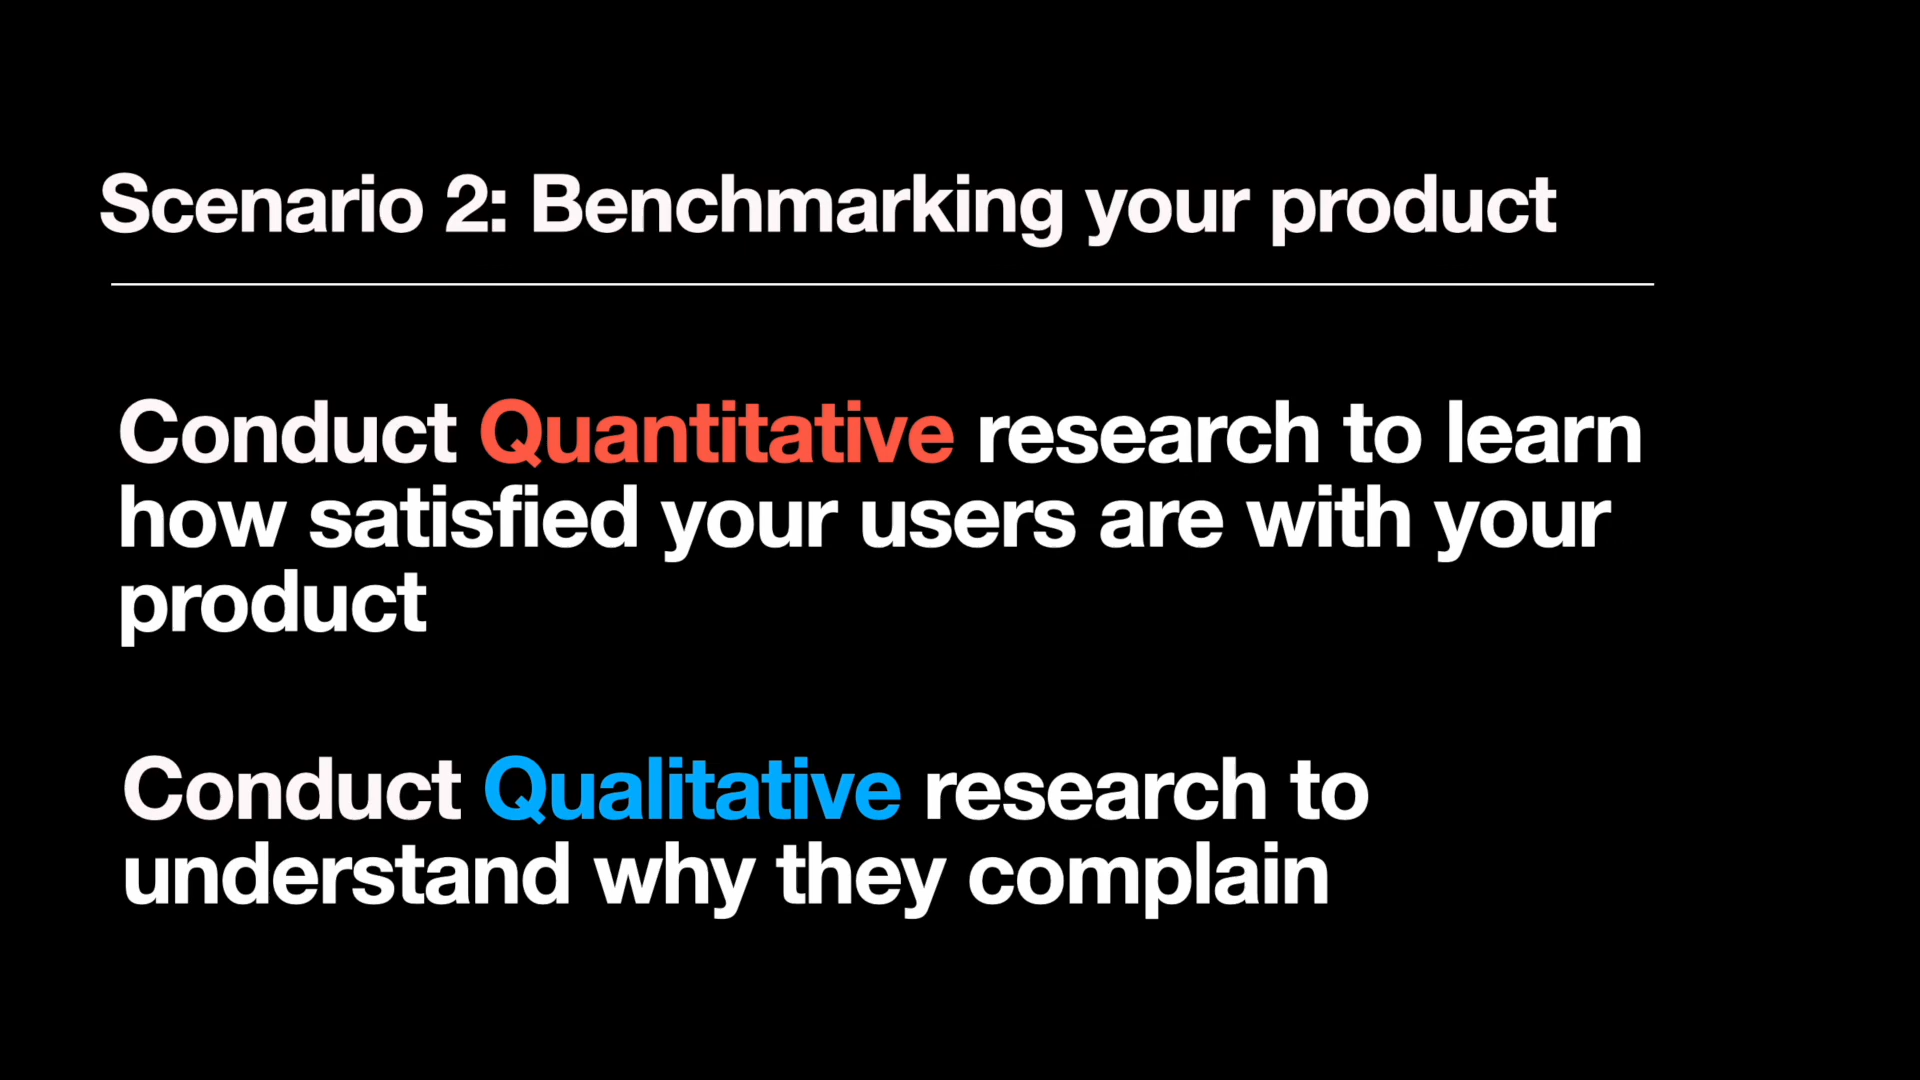 Scenario 2: Benchmarking your product
Conduct Quantitative research to learn
how satisfied your users are with your
product
Conduct Qualitative research to
understand why they complain